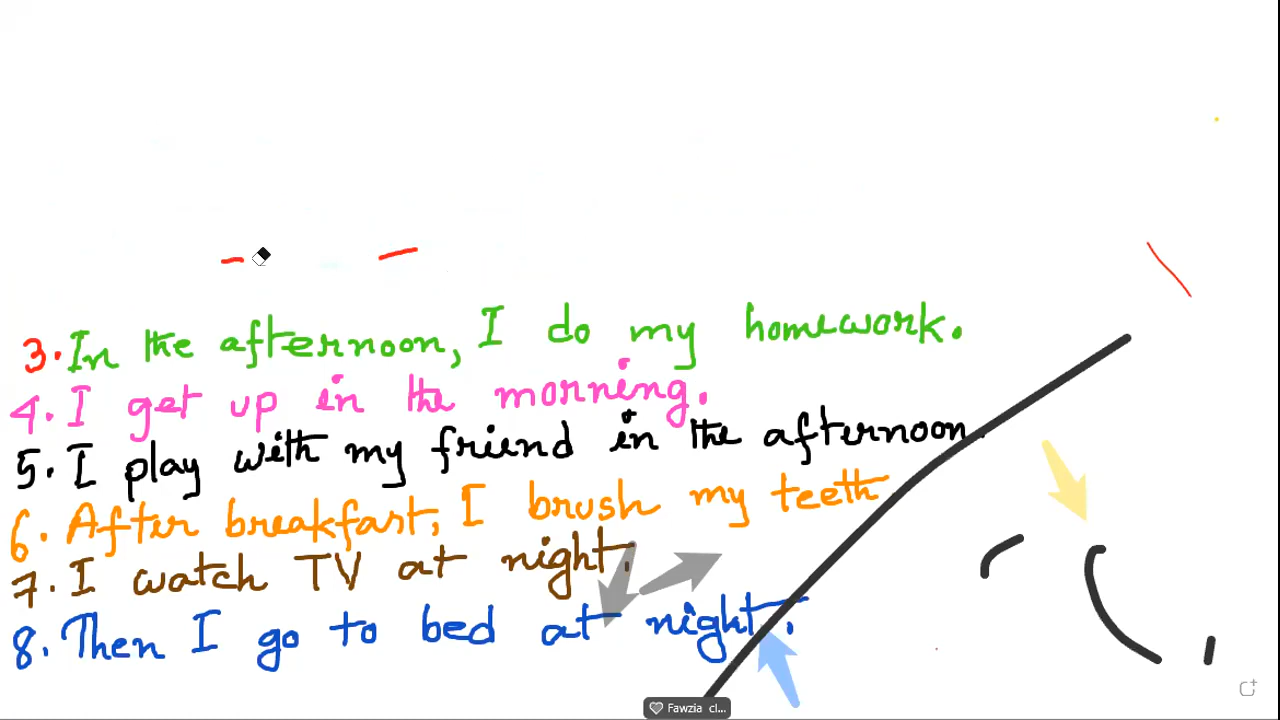 3. In the afternoon, I do my homework.
4. I get up in the morning.
5. I play with my friend in the afternoon.
6. After breakfast, I brush my teeth.
7. I watch TV at night.
8. Then I go to bed at night.
Fawzia cl...